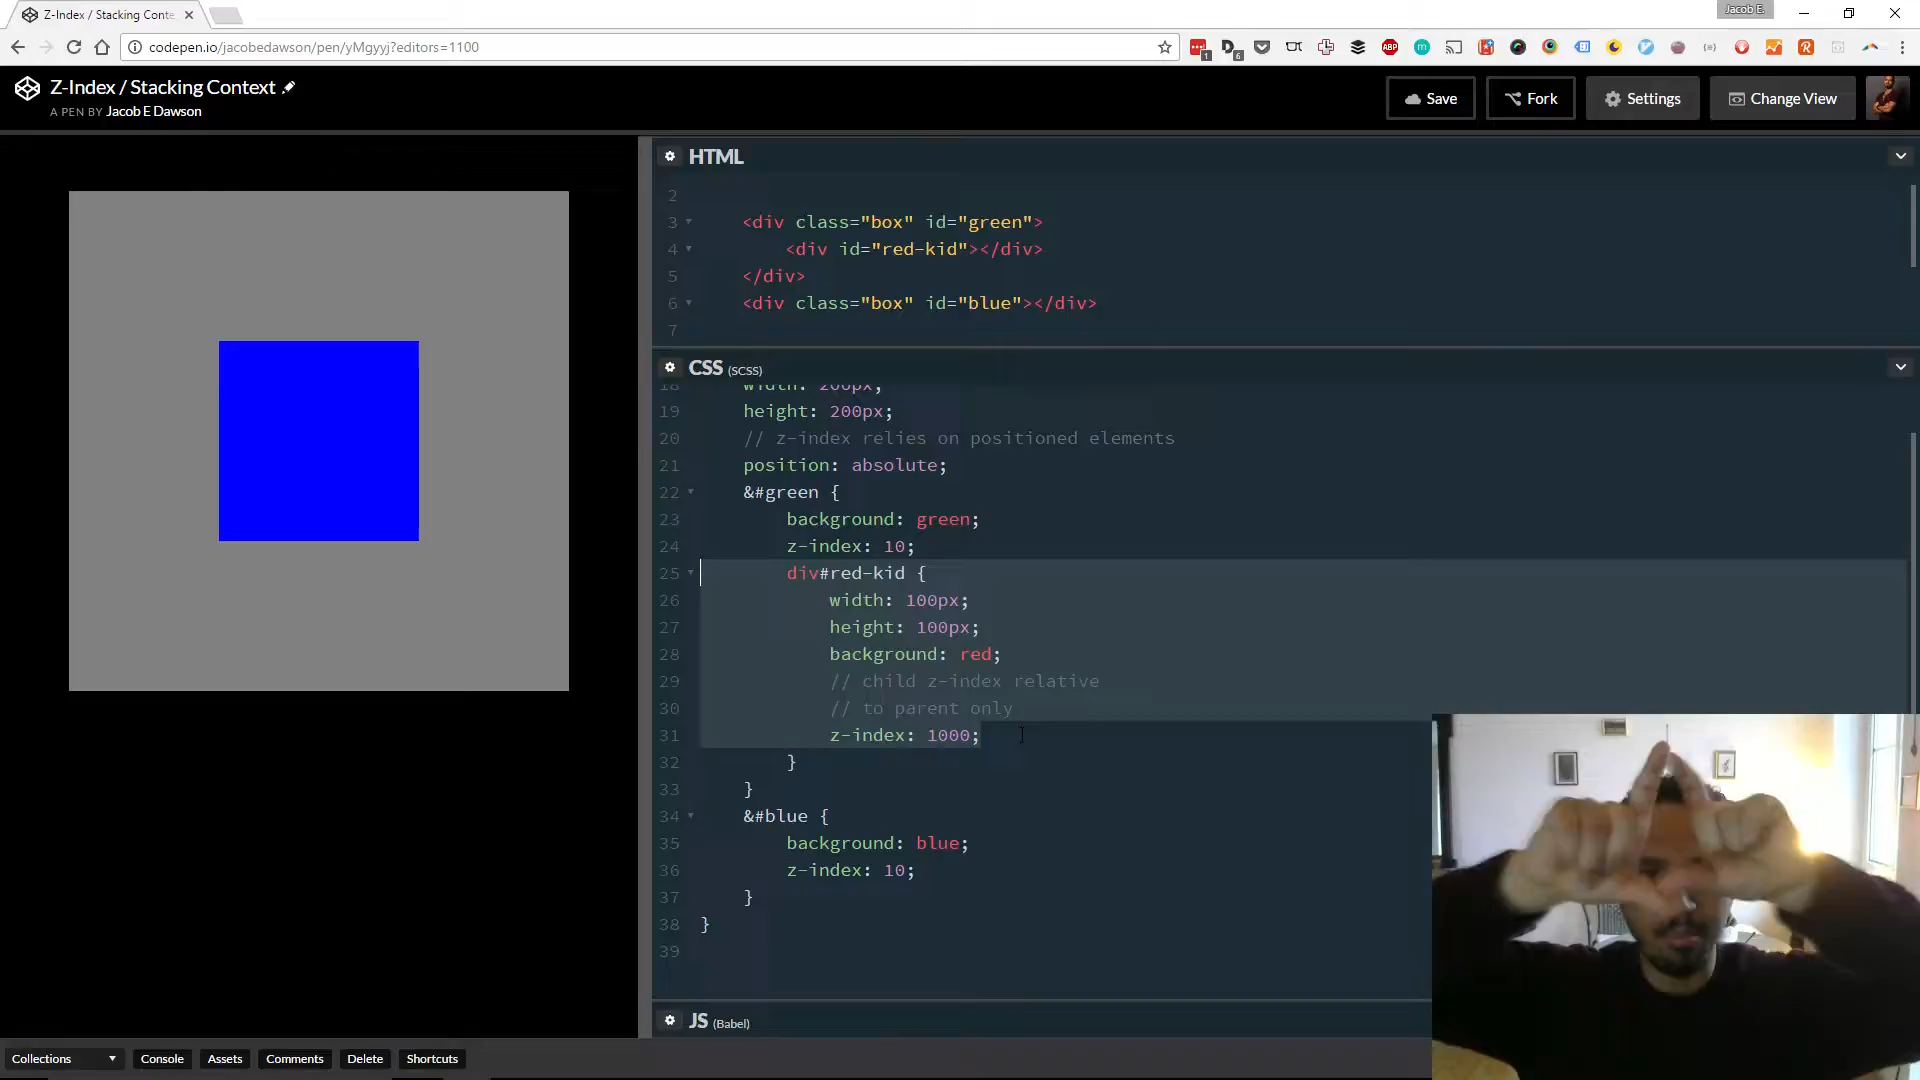 Z-Index / Stacking Conte
Jacob E.
codepen.io/jacobedawson/pen/yMgyyj?editors=1100
Z-Index / Stacking Context
A PEN BY Jacob E Dawson
Save
Fork
Settings
Change View
HTML
2
3 <div class="box" id="green">
4 <div id="red-kid"></div>
5 </div>
6 <div class="box" id="blue"></div>
7
CSS (SCSS)
18 width: 200px;
19 height: 200px;
20 // z-index relies on positioned elements
21 position: absolute;
22 &#green {
23 background: green;
24 z-index: 10;
25 div#red-kid {
26 width: 100px;
27 height: 100px;
28 background: red;
29 // child z-index relative
30 // to parent only
31 z-index: 1000;
32 }
33 }
34 &#blue {
35 background: blue;
36 z-index: 10;
37 }
38 }
39
JS (Babel)
Collections
Console
Assets
Comments
Delete
Shortcuts